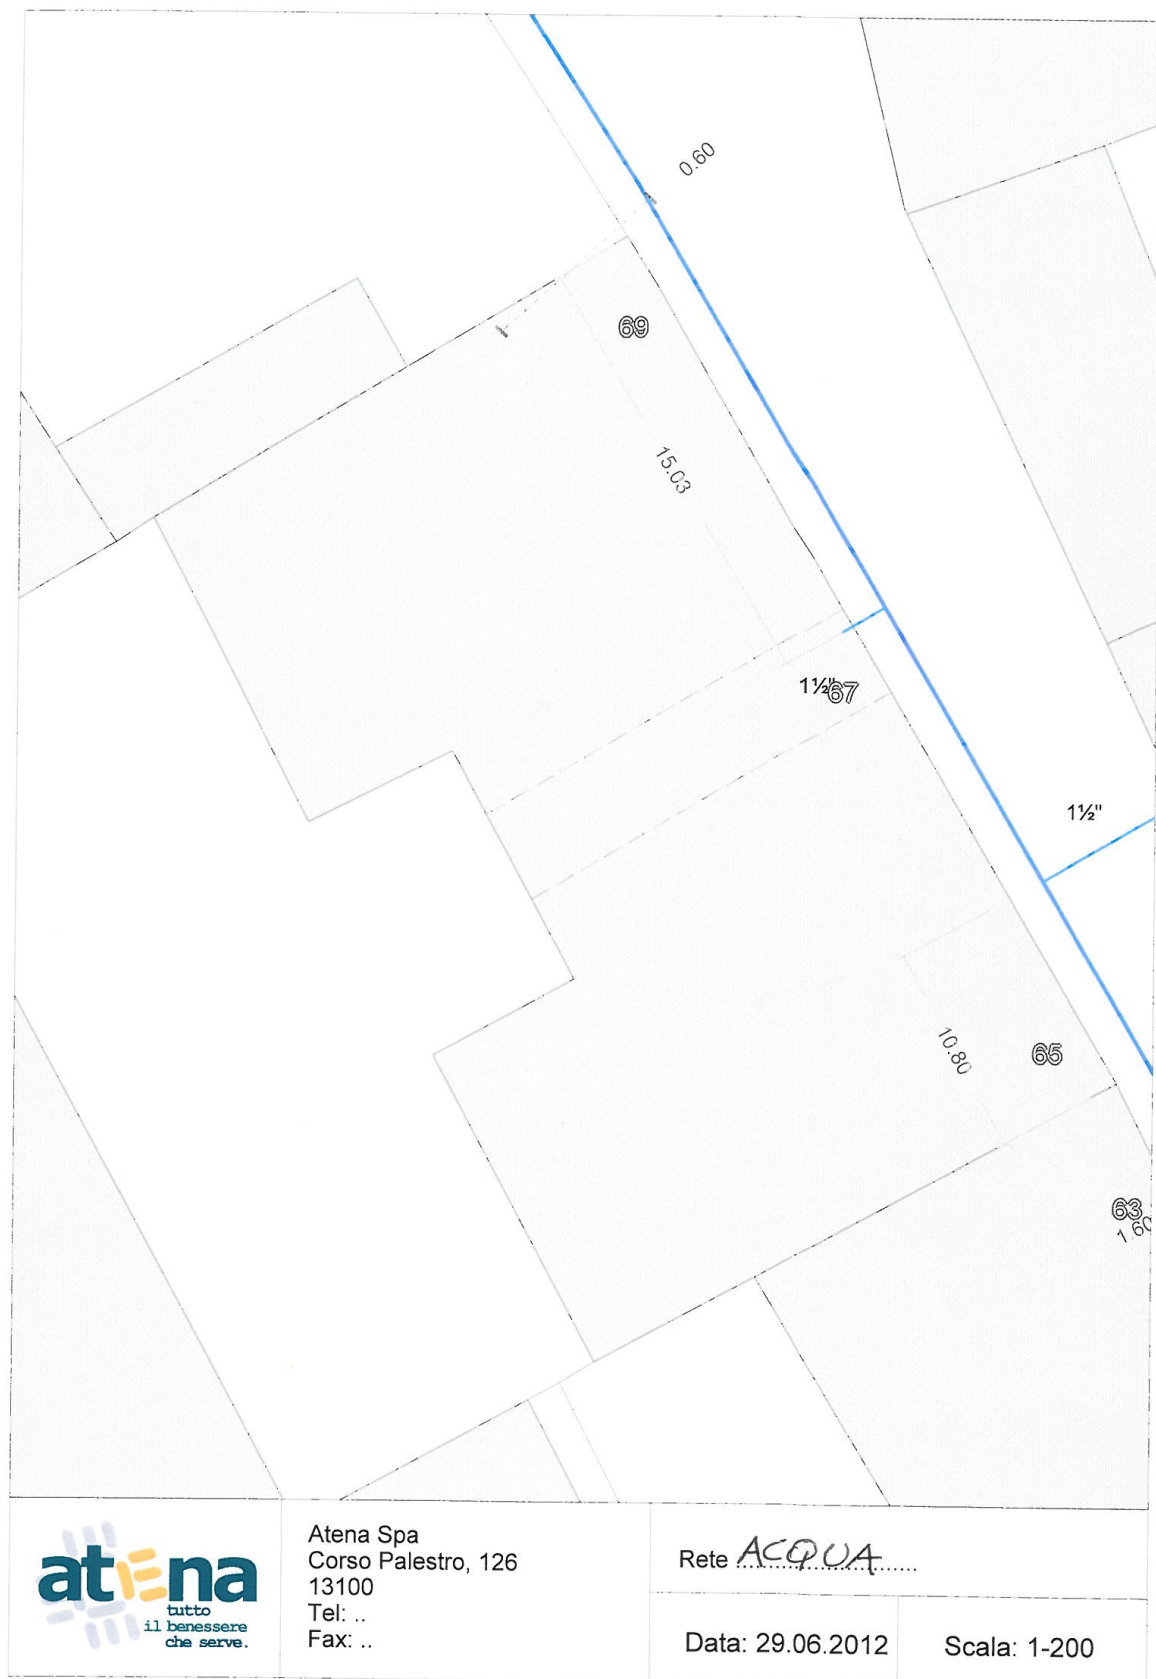 0.60
69
15.03
1½"
67
1½"
10.80
65
63
1.60
atena
tutto
il benessere
che serve.
Atena Spa
Corso Palestro, 126
13100
Tel: ..
Fax: ..
Rete ACQUA
Data: 29.06.2012
Scala: 1-200